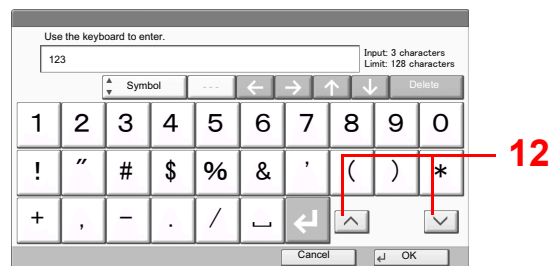 Use the keyboard to enter.
123
Input: 3 characters
Limit: 128 characters
Symbol - - - ← → ↑ ↓ Delete
1 2 3 4 5 6 7 8 9 0
! ″ # $ % & ’ ( ) *
+ , − . / ⎵ ↵ ︿ ﹀
12
Cancel ↵ OK